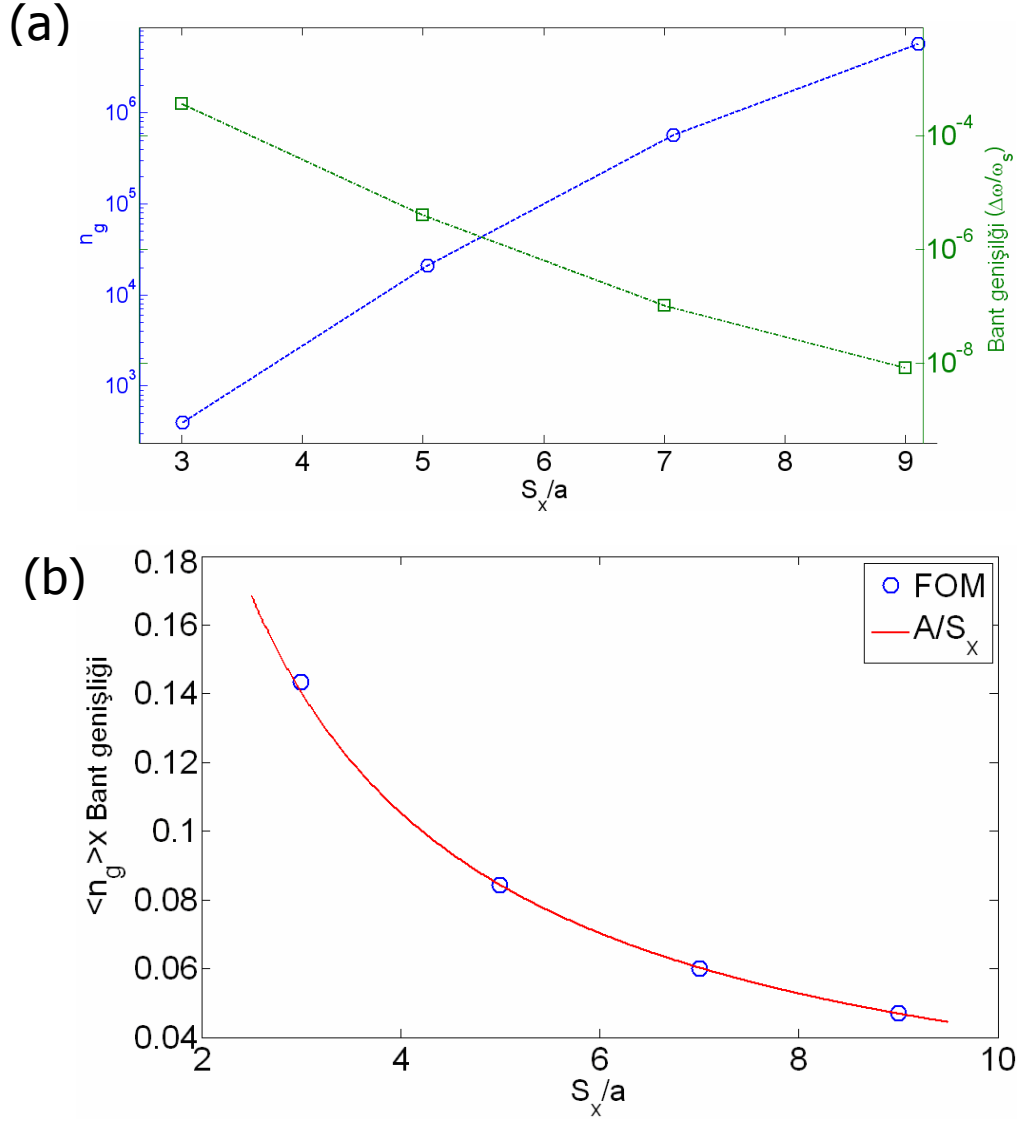 (a)
10^6
10^5
10^4
10^3
n_g
10^-4
10^-6
10^-8
Bant genişilği (Δω/ω_s)
3 4 5 6 7 8 9
S_x/a
(b)
0.18
0.16
0.14
0.12
0.1
0.08
0.06
0.04
<n_g>x Bant genişliği
FOM
A/S_x
2 4 6 8 10
S_x/a